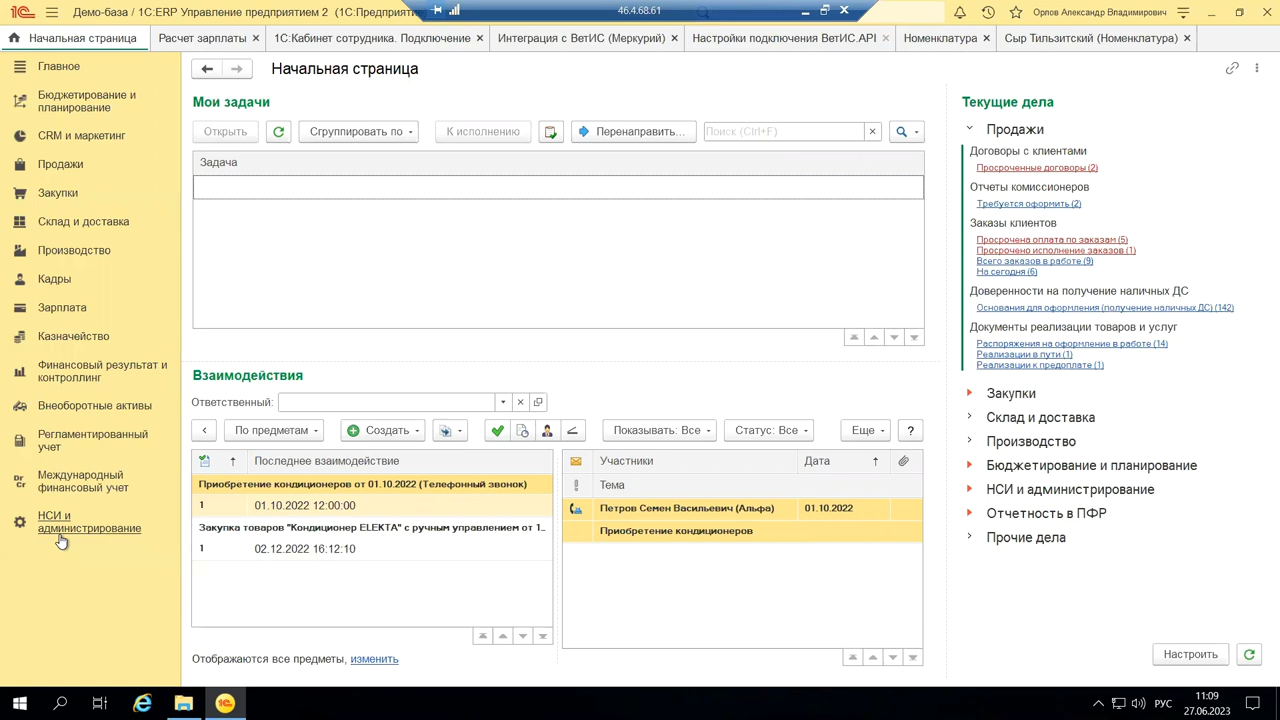 Демо-база / 1С:ERP Управление предприятием 2 (1С:Предприятие
46.4.68.61
Орлов Александр Владимирович
Начальная страница
Расчет зарплаты
1С:Кабинет сотрудника. Подключение
Интеграция с ВетИС (Меркурий)
Настройки подключения ВетИС.API
Номенклатура
Сыр Тильзитский (Номенклатура)
Главное
Бюджетирование и
планирование
CRM и маркетинг
Продажи
Закупки
Склад и доставка
Производство
Кадры
Зарплата
Казначейство
Финансовый результат и
контроллинг
Внеоборотные активы
Регламентированный
учет
Dr
Cr
Международный
финансовый учет
НСИ и
администрирование
Начальная страница
Мои задачи
Открыть
Сгруппировать по
К исполнению
Перенаправить...
Поиск (Ctrl+F)
Задача
Взаимодействия
Ответственный:
По предметам
Создать
Показывать: Все
Статус: Все
Еще
?
Последнее взаимодействие
Приобретение кондиционеров от 01.10.2022 (Телефонный звонок)
1 01.10.2022 12:00:00
Закупка товаров "Кондиционер ELEKTA" с ручным управлением от 1...
1 02.12.2022 16:12:10
Участники
Дата
Тема
Петров Семен Васильевич (Альфа) 01.10.2022
Приобретение кондиционеров
Отображаются все предметы, изменить
Текущие дела
Продажи
Договоры с клиентами
Просроченные договоры (2)
Отчеты комиссионеров
Требуется оформить (2)
Заказы клиентов
Просрочена оплата по заказам (5)
Просрочено исполнение заказов (1)
Всего заказов в работе (9)
На сегодня (6)
Доверенности на получение наличных ДС
Основания для оформления (получение наличных ДС) (142)
Документы реализации товаров и услуг
Распоряжения на оформление в работе (14)
Реализации в пути (1)
Реализации к предоплате (1)
Закупки
Склад и доставка
Производство
Бюджетирование и планирование
НСИ и администрирование
Отчетность в ПФР
Прочие дела
Настроить
РУС
11:09
27.06.2023